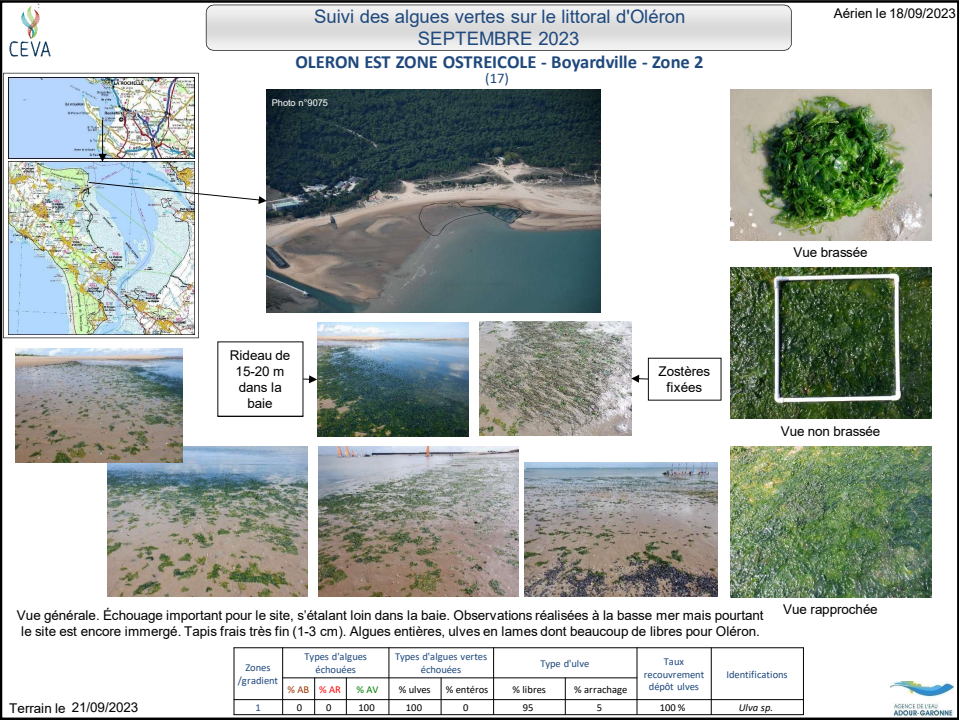 CEVA
Suivi des algues vertes sur le littoral d'Oléron
SEPTEMBRE 2023
Aérien le 18/09/2023
OLERON EST ZONE OSTREICOLE - Boyardville - Zone 2
(17)
LA ROCHELLE
Photo n°9075
Vue brassée
Rideau de
15-20 m
dans la
baie
Zostères
fixées
Vue non brassée
Vue rapprochée
Vue générale. Échouage important pour le site, s'étalant loin dans la baie. Observations réalisées à la basse mer mais pourtant
le site est encore immergé. Tapis frais très fin (1-3 cm). Algues entières, ulves en lames dont beaucoup de libres pour Oléron.
Zones /gradient Types d'algues échouées Types d'algues vertes échouées Type d'ulve Taux recouvrement dépôt ulves Identifications
% AB % AR % AV % ulves % entéros % libres % arrachage
1 0 0 100 100 0 95 5 100 % Ulva sp.
Terrain le 21/09/2023
AGENCE DE L'EAU
ADOUR-GARONNE